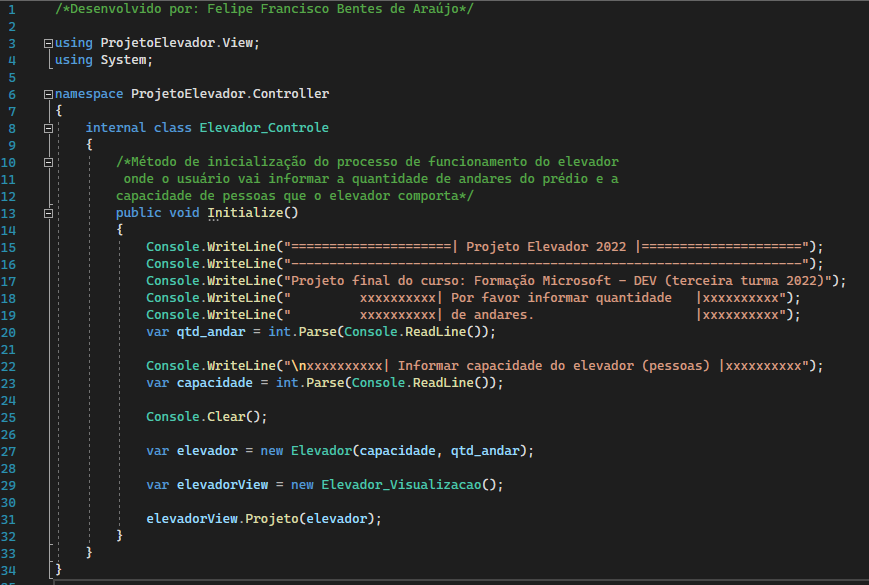 1 /*Desenvolvido por: Felipe Francisco Bentes de Araújo*/
2
3 using ProjetoElevador.View;
4 using System;
5
6 namespace ProjetoElevador.Controller
7 {
8 internal class Elevador_Controle
9 {
10 /*Método de inicialização do processo de funcionamento do elevador
11 onde o usuário vai informar a quantidade de andares do prédio e a
12 capacidade de pessoas que o elevador comporta*/
13 public void Initialize()
14 {
15 Console.WriteLine("=====================| Projeto Elevador 2022 |=====================");
16 Console.WriteLine("-------------------------------------------------------------------");
17 Console.WriteLine("Projeto final do curso: Formação Microsoft - DEV (terceira turma 2022)");
18 Console.WriteLine("         xxxxxxxxxx| Por favor informar quantidade   |xxxxxxxxxx");
19 Console.WriteLine("         xxxxxxxxxx| de andares.                     |xxxxxxxxxx");
20 var qtd_andar = int.Parse(Console.ReadLine());
21
22 Console.WriteLine("\nxxxxxxxxxx| Informar capacidade do elevador (pessoas) |xxxxxxxxxx");
23 var capacidade = int.Parse(Console.ReadLine());
24
25 Console.Clear();
26
27 var elevador = new Elevador(capacidade, qtd_andar);
28
29 var elevadorView = new Elevador_Visualizacao();
30
31 elevadorView.Projeto(elevador);
32 }
33 }
34 }